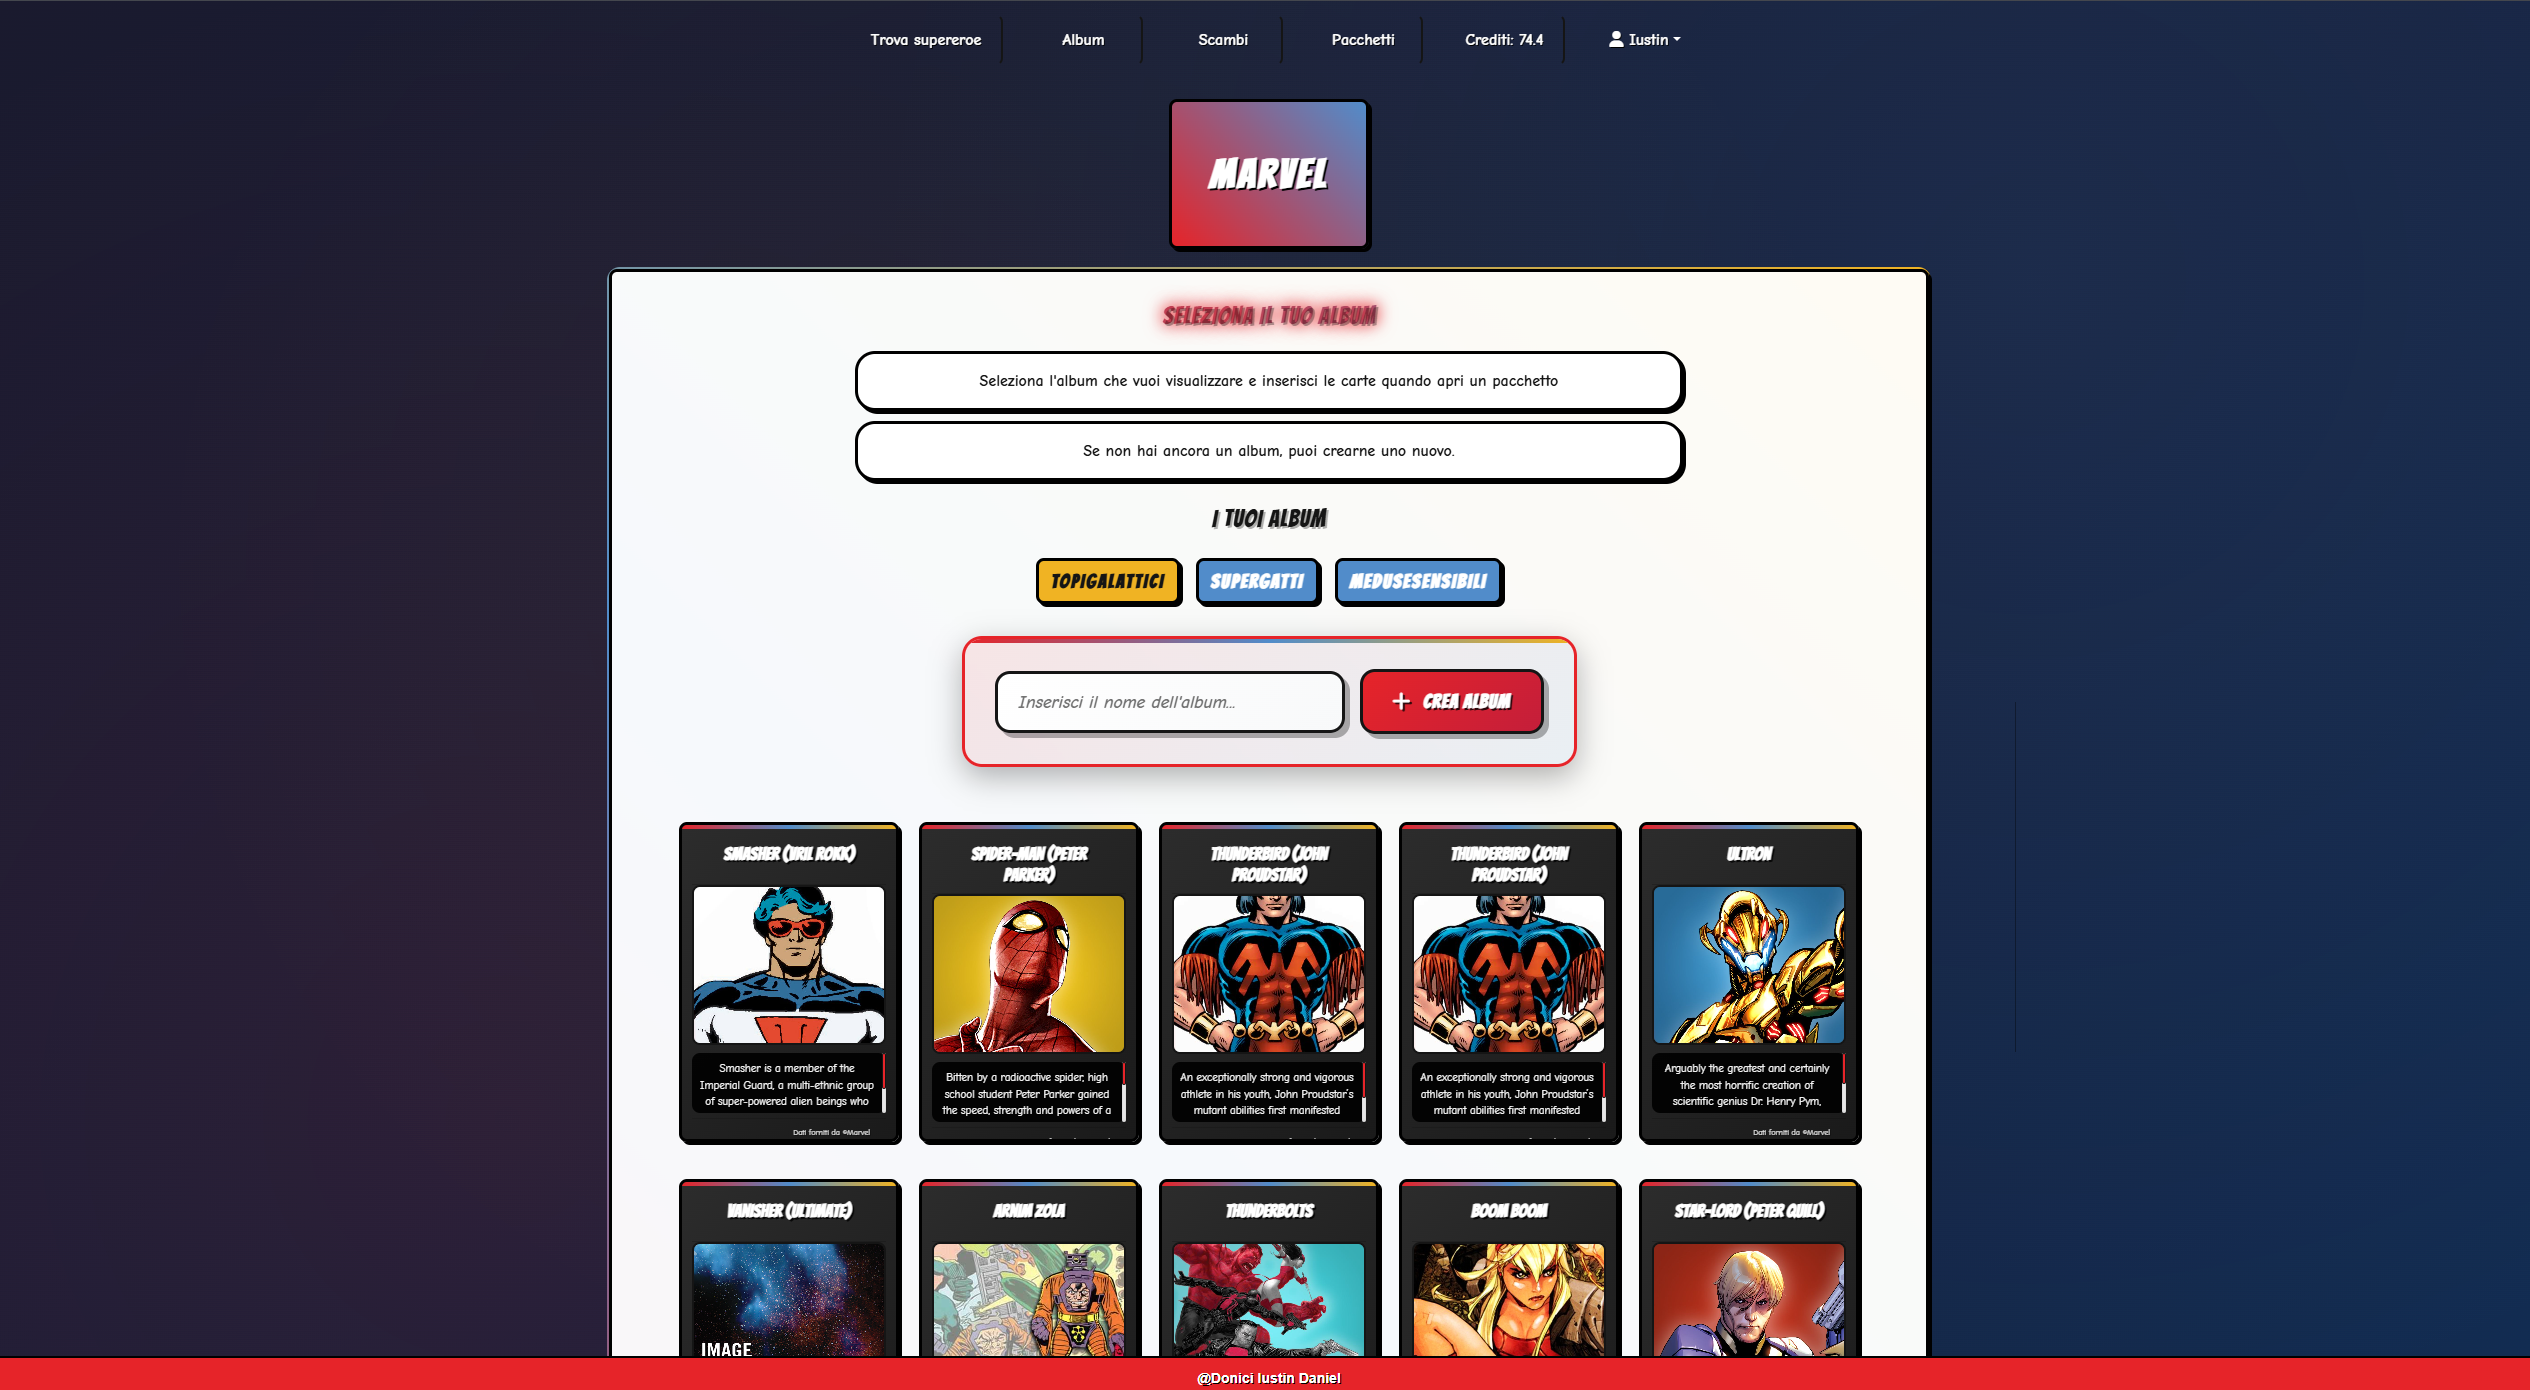 Trova supereroe
Album
Scambi
Pacchetti
Crediti: 74.4
Iustin
MARVEL
SELEZIONA IL TUO ALBUM
Seleziona l'album che vuoi visualizzare e inserisci le carte quando apri un pacchetto
Se non hai ancora un album, puoi crearne uno nuovo.
I TUOI ALBUM
TOPIGALATTICI
SUPERGATTI
MEDUSESENSIBILI
Inserisci il nome dell'album...
+ CREA ALBUM
SMASHER (VRIL ROKK)
Smasher is a member of the
Imperial Guard, a multi-ethnic group
of super-powered alien beings who
Dati forniti da ©Marvel
SPIDER-MAN (PETER
PARKER)
Bitten by a radioactive spider, high
school student Peter Parker gained
the speed, strength and powers of a
THUNDERBIRD (JOHN
PROUDSTAR)
An exceptionally strong and vigorous
athlete in his youth, John Proudstar's
mutant abilities first manifested
THUNDERBIRD (JOHN
PROUDSTAR)
An exceptionally strong and vigorous
athlete in his youth, John Proudstar's
mutant abilities first manifested
ULTRON
Arguably the greatest and certainly
the most horrific creation of
scientific genius Dr. Henry Pym,
Dati forniti da ©Marvel
VANISHER (ULTIMATE)
IMAGE
ARNIM ZOLA
THUNDERBOLTS
BOOM BOOM
STAR-LORD (PETER QUILL)
@Donici Iustin Daniel